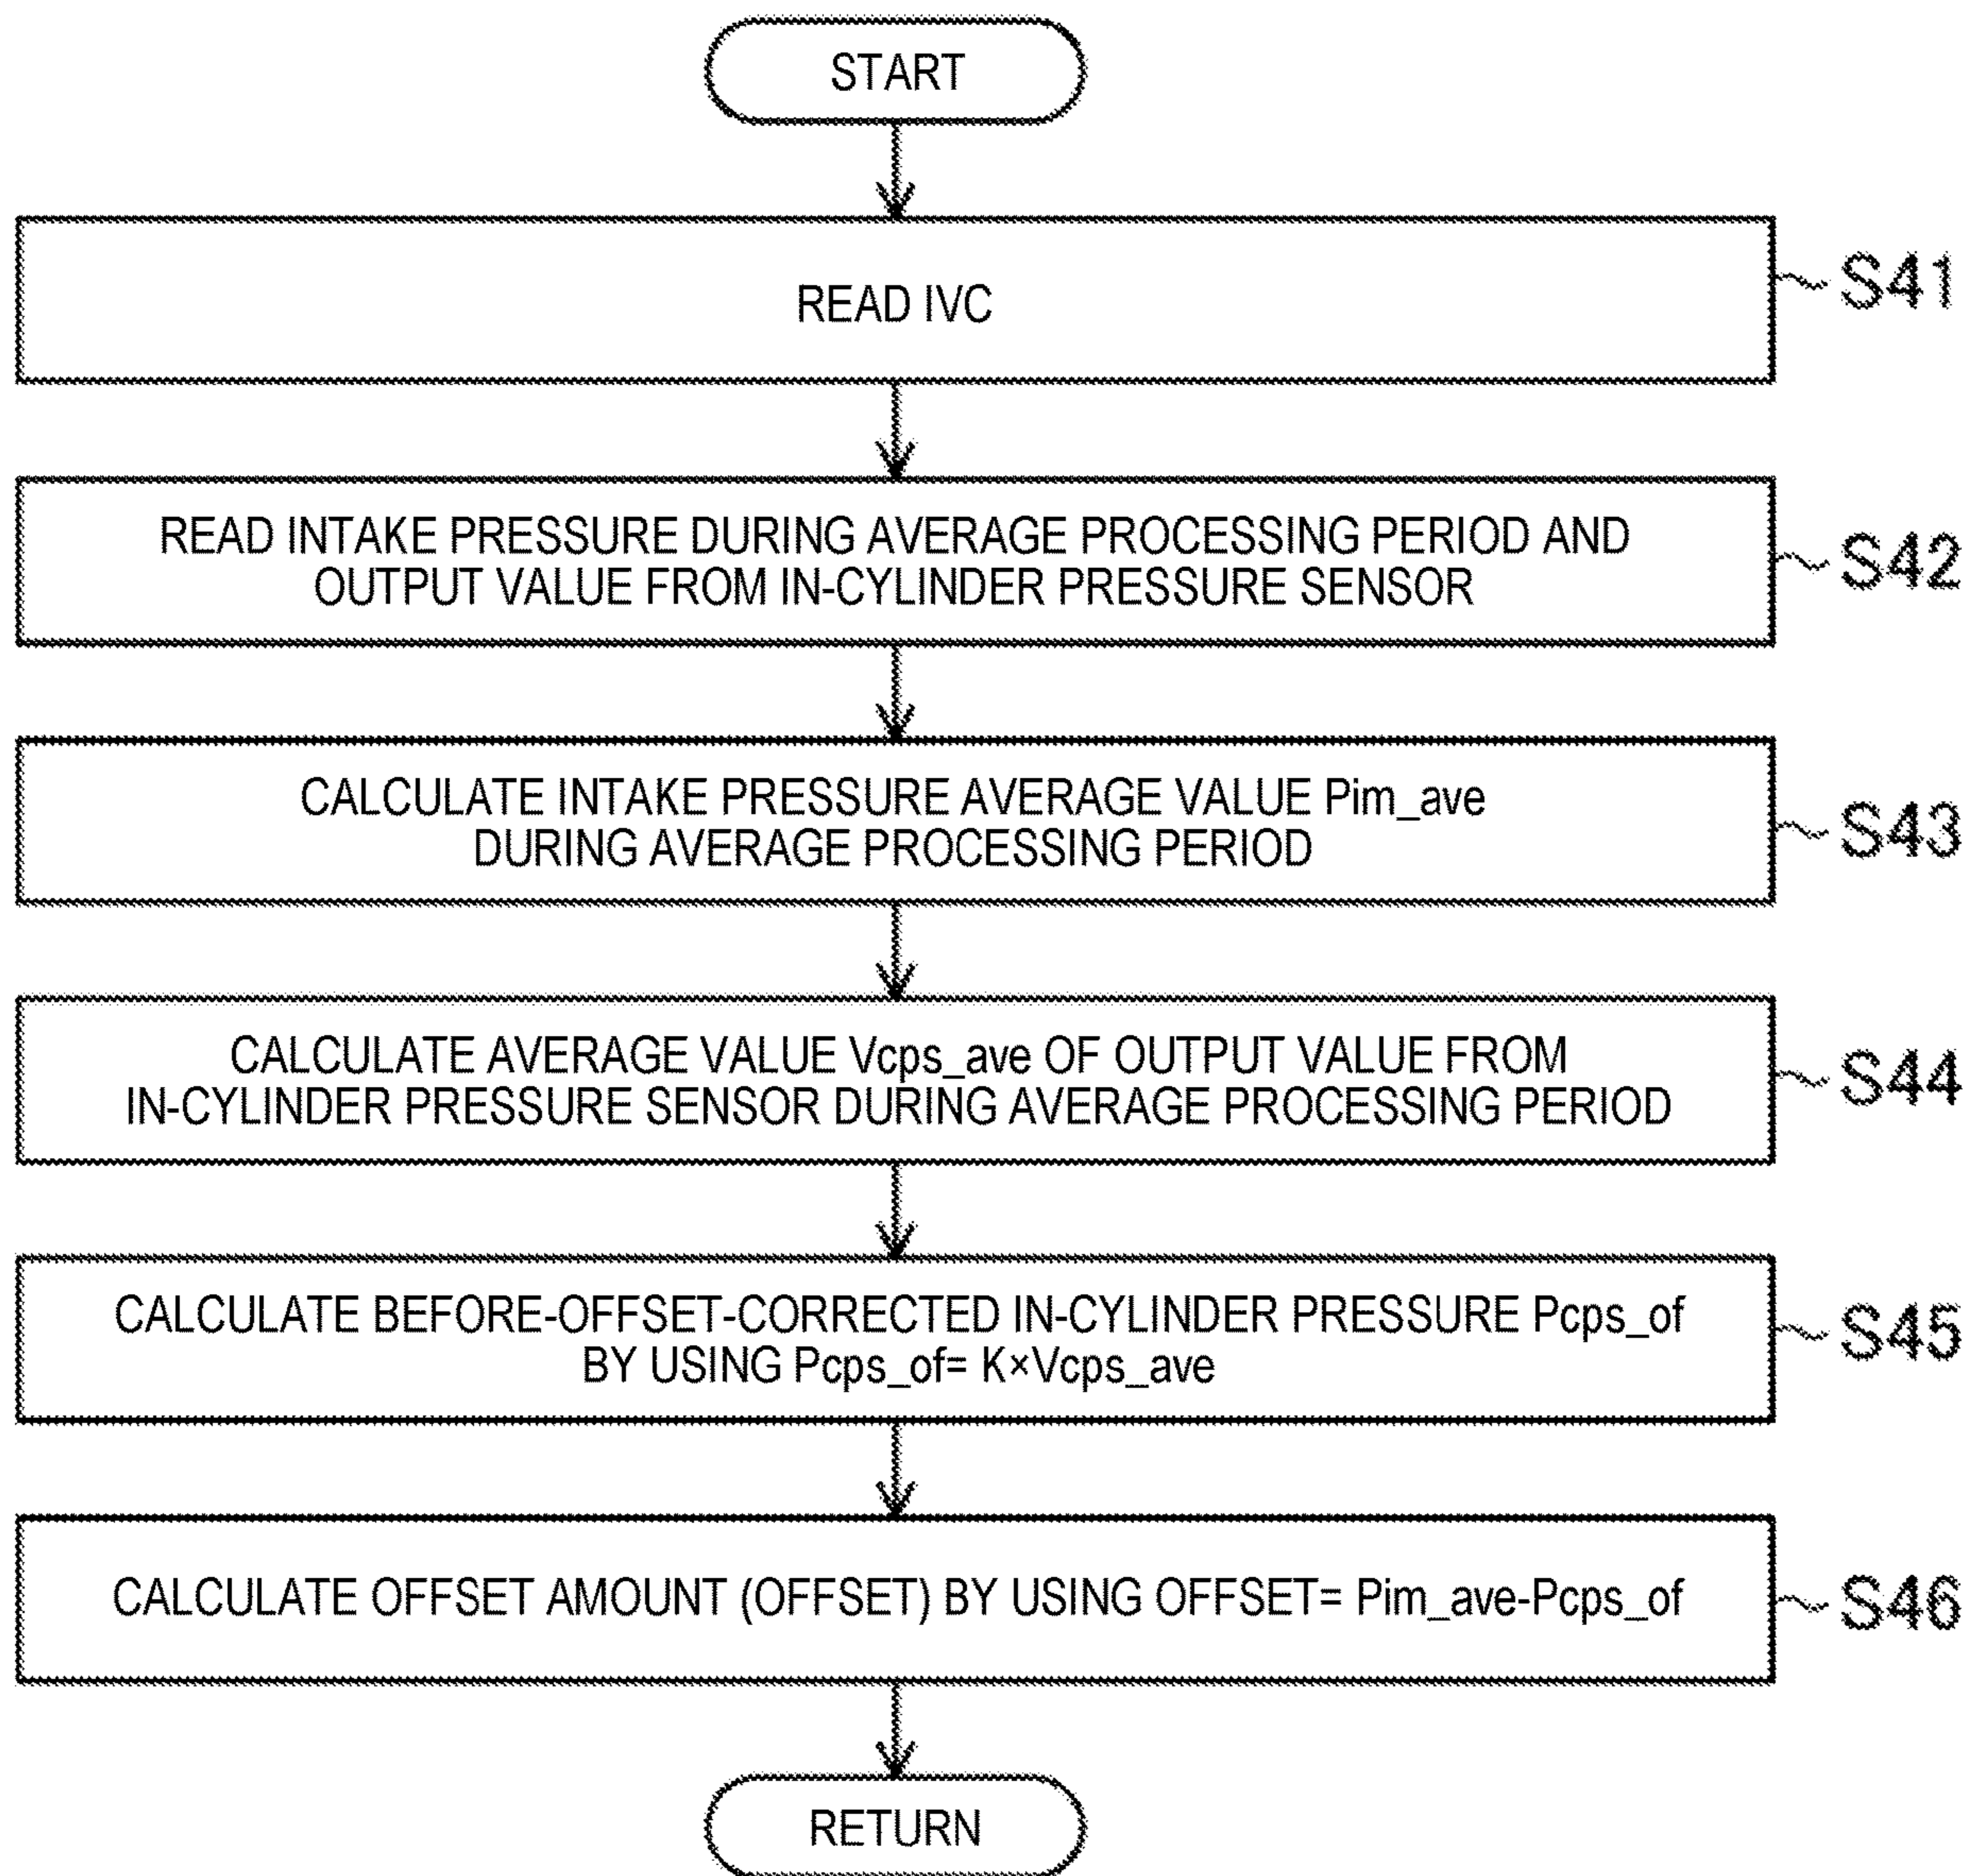 START
READ IVC
S41
READ INTAKE PRESSURE DURING AVERAGE PROCESSING PERIOD AND
OUTPUT VALUE FROM IN-CYLINDER PRESSURE SENSOR
S42
CALCULATE INTAKE PRESSURE AVERAGE VALUE Pim_ave
DURING AVERAGE PROCESSING PERIOD
S43
CALCULATE AVERAGE VALUE Vcps_ave OF OUTPUT VALUE FROM
IN-CYLINDER PRESSURE SENSOR DURING AVERAGE PROCESSING PERIOD
S44
CALCULATE BEFORE-OFFSET-CORRECTED IN-CYLINDER PRESSURE Pcps_of
BY USING Pcps_of= K×Vcps_ave
S45
CALCULATE OFFSET AMOUNT (OFFSET) BY USING OFFSET= Pim_ave-Pcps_of
S46
RETURN